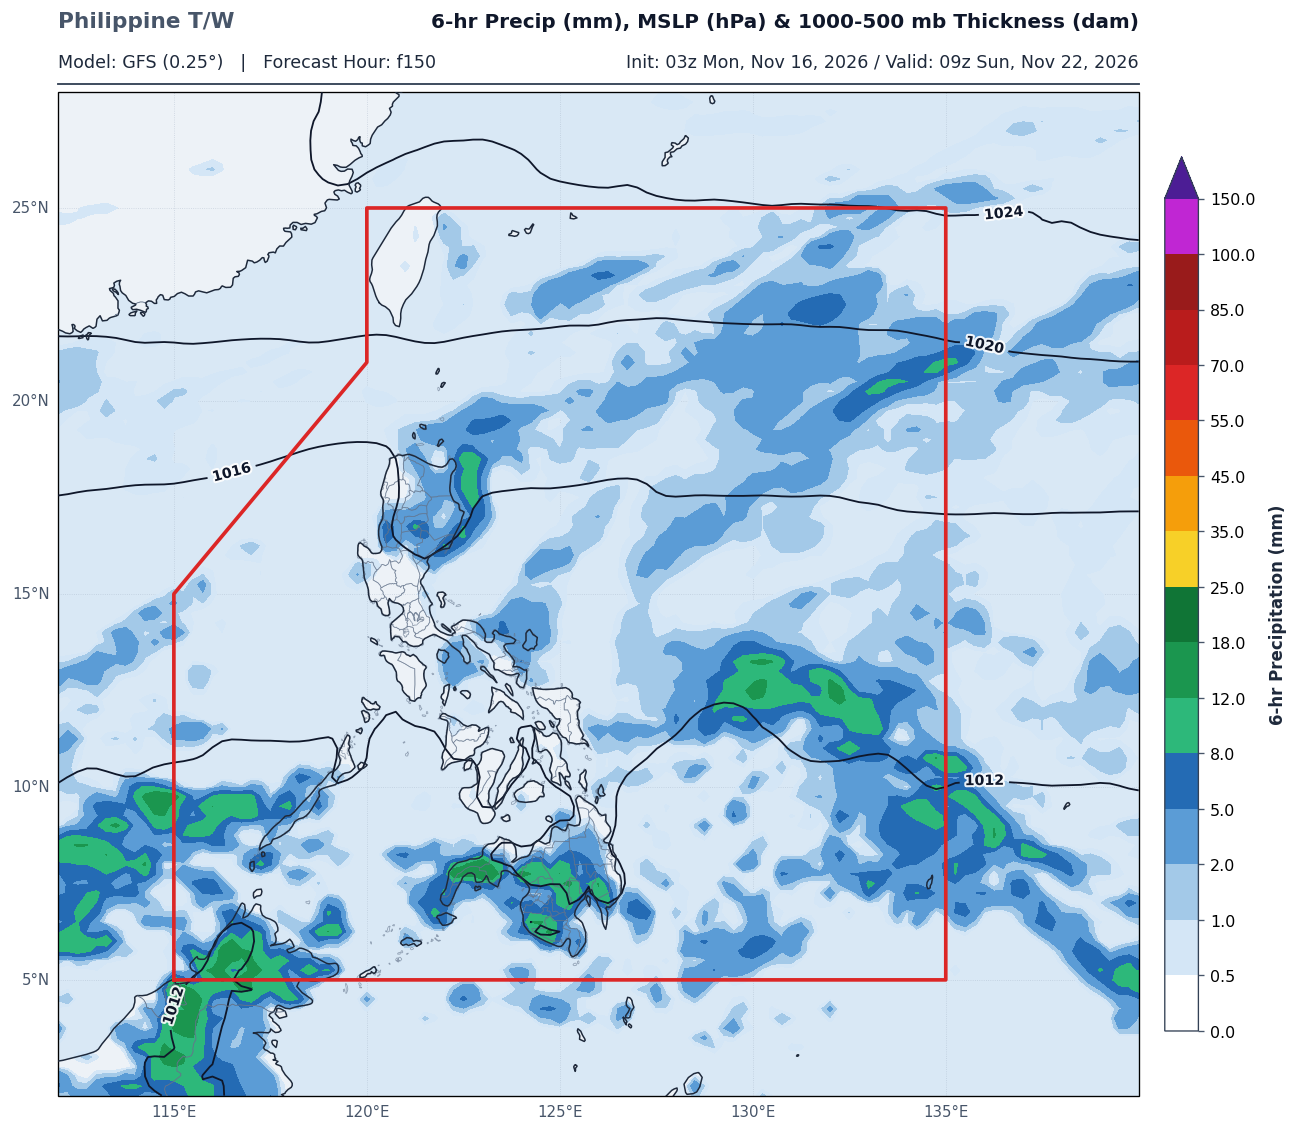 Philippine T/W
6-hr Precip (mm), MSLP (hPa) & 1000-500 mb Thickness (dam)
Model: GFS (0.25°) | Forecast Hour: f150
Init: 03z Mon, Nov 16, 2026 / Valid: 09z Sun, Nov 22, 2026
25°N
20°N
15°N
10°N
5°N
115°E
120°E
125°E
130°E
135°E
1024
1020
1016
1012
1012
150.0
100.0
85.0
70.0
55.0
45.0
35.0
25.0
18.0
12.0
8.0
5.0
2.0
1.0
0.5
0.0
6-hr Precipitation (mm)